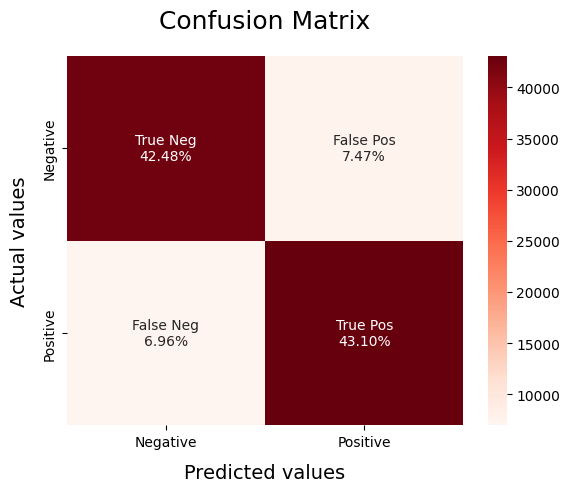 Confusion Matrix
Actual values
Negative
Positive
True Neg
42.48%
False Pos
7.47%
False Neg
6.96%
True Pos
43.10%
Negative
Positive
Predicted values
40000
35000
30000
25000
20000
15000
10000